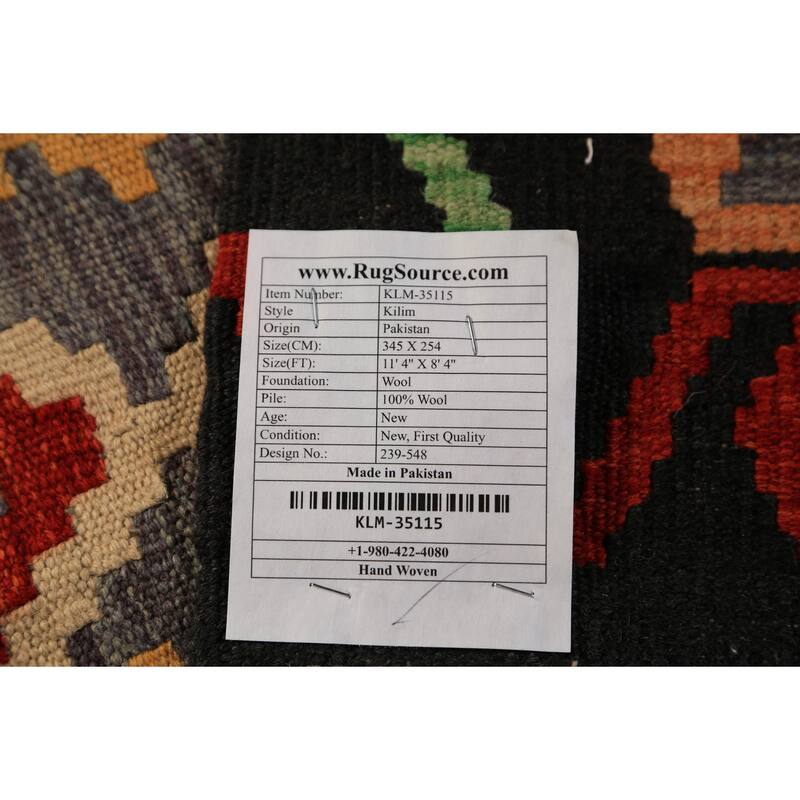 www.RugSource.com
Item Number: KLM-35115
Style Kilim
Origin Pakistan
Size(CM): 345 X 254
Size(FT): 11' 4" X 8' 4"
Foundation: Wool
Pile: 100% Wool
Age: New
Condition: New, First Quality
Design No.: 239-548
Made in Pakistan
KLM-35115
+1-980-422-4080
Hand Woven